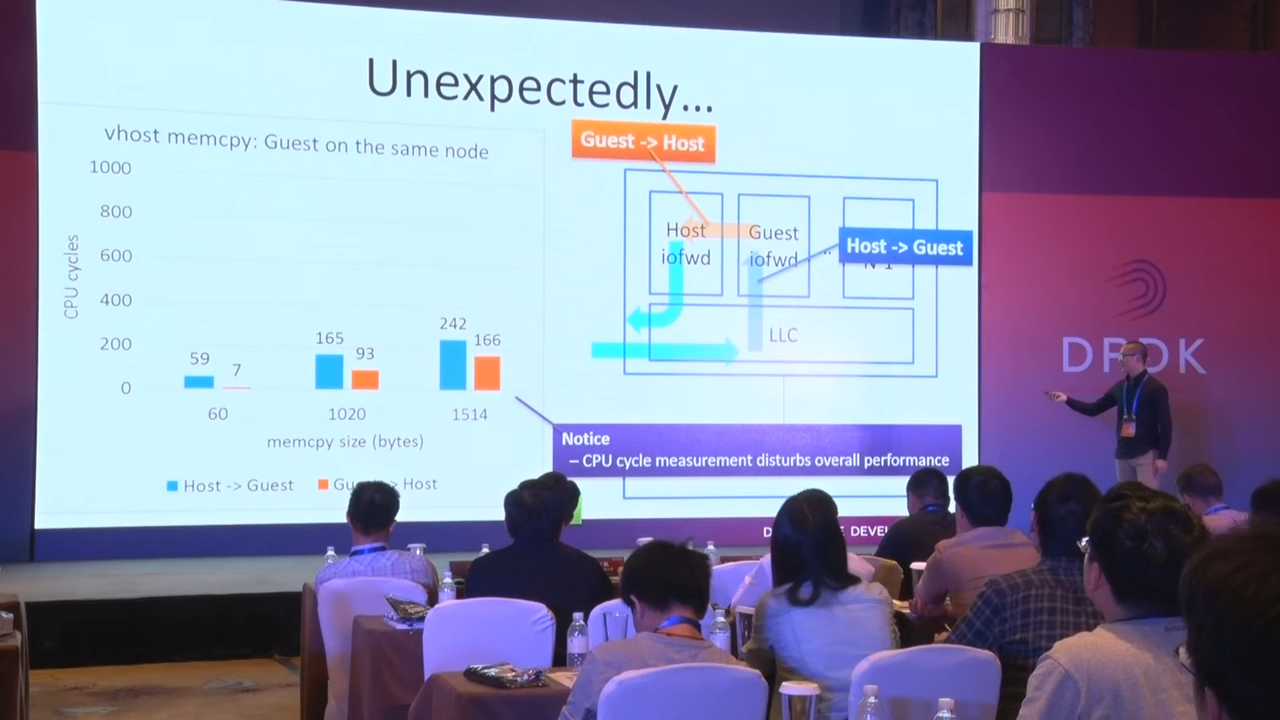 Unexpectedly...
vhost memcpy: Guest on the same node
1000
800
600
400
200
0
CPU cycles
59
7
165
93
242
166
60
1020
1514
memcpy size (bytes)
Host -> Guest
Host
Guest -> Host
Host
iofwd
Guest
iofwd
Host -> Guest
LLC
Notice
– CPU cycle measurement disturbs overall performance
DPDK